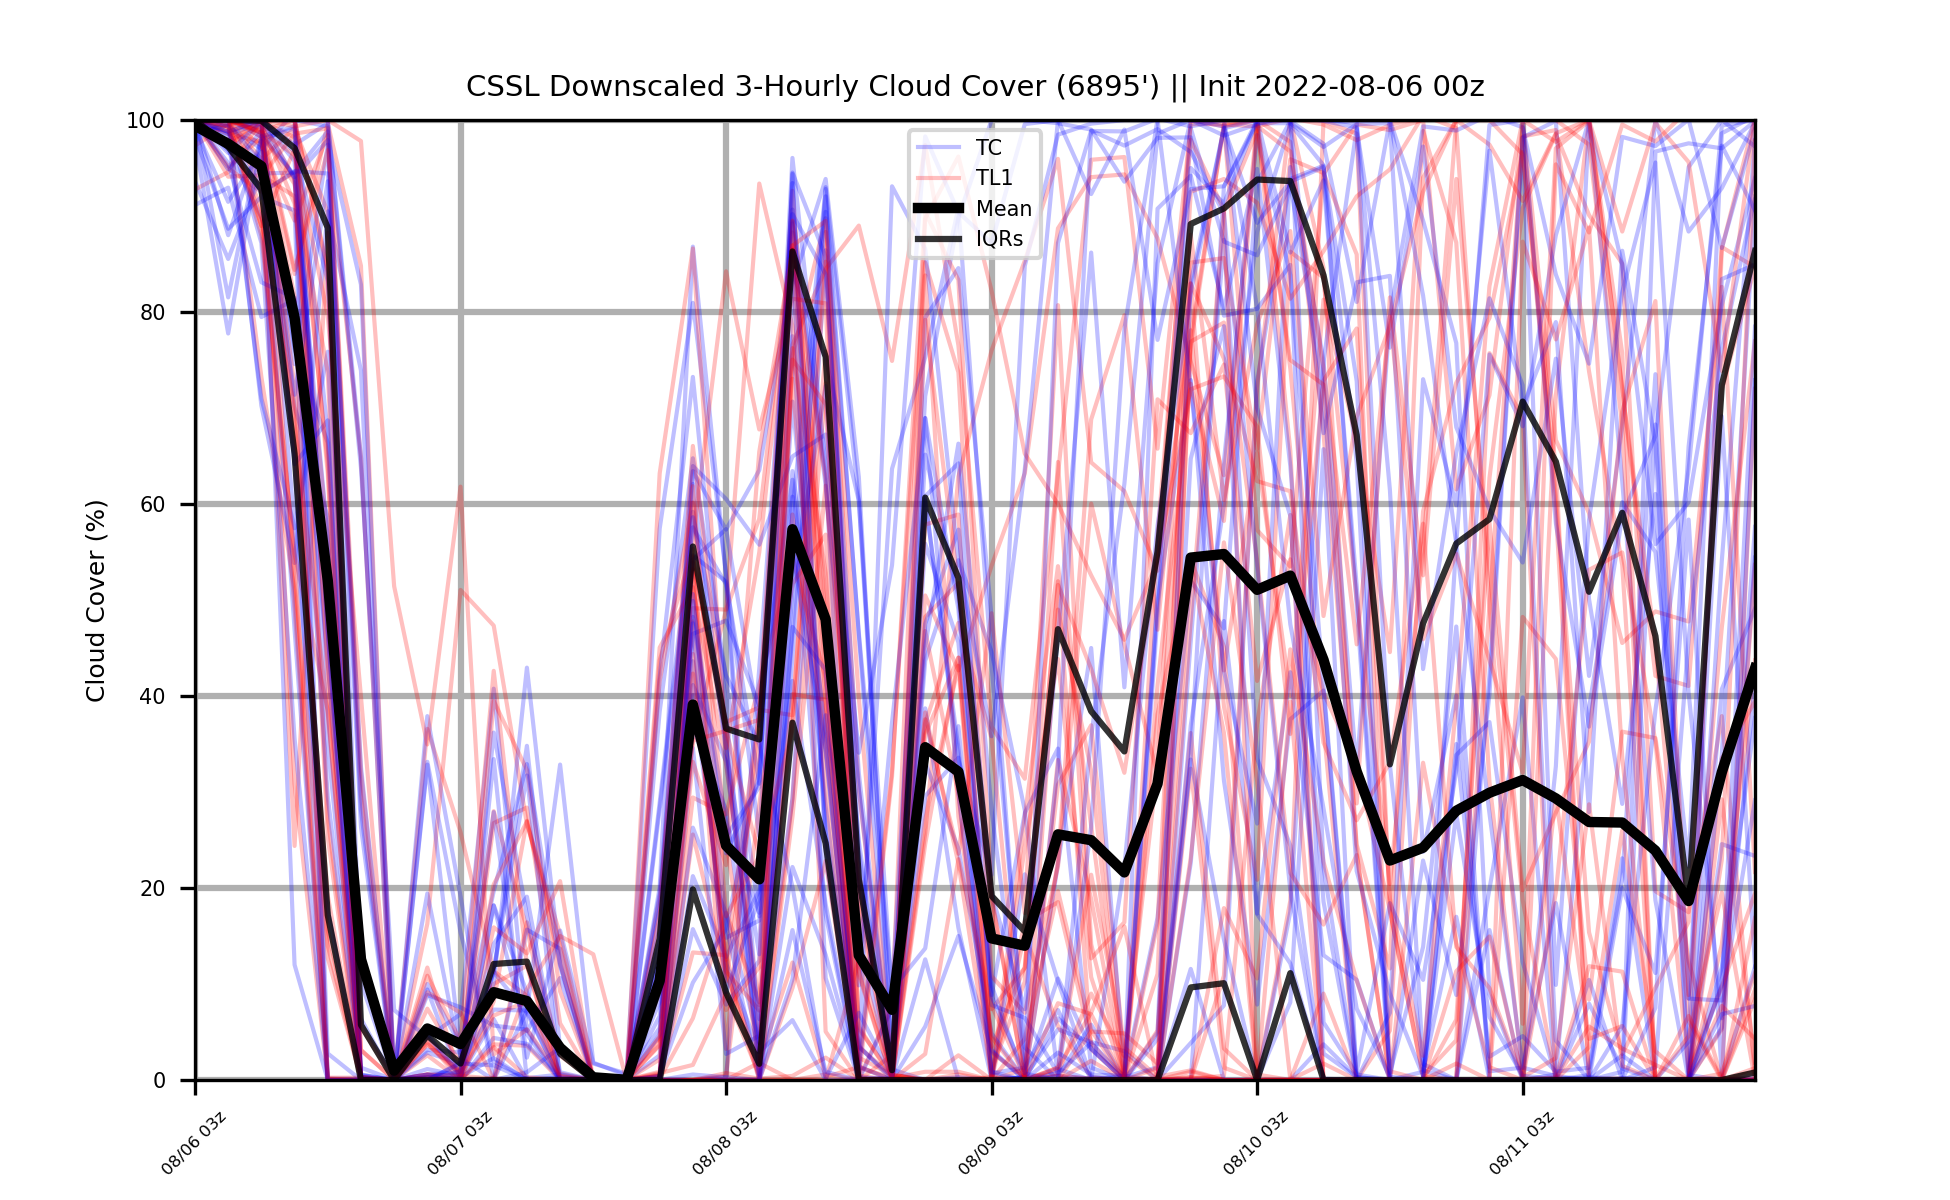 CSSL Downscaled 3-Hourly Cloud Cover (6895') || Init 2022-08-06 00z
Cloud Cover (%)
100
80
60
40
20
0
TC
TL1
Mean
IQRs
08/06 03z
08/07 03z
08/08 03z
08/09 03z
08/10 03z
08/11 03z